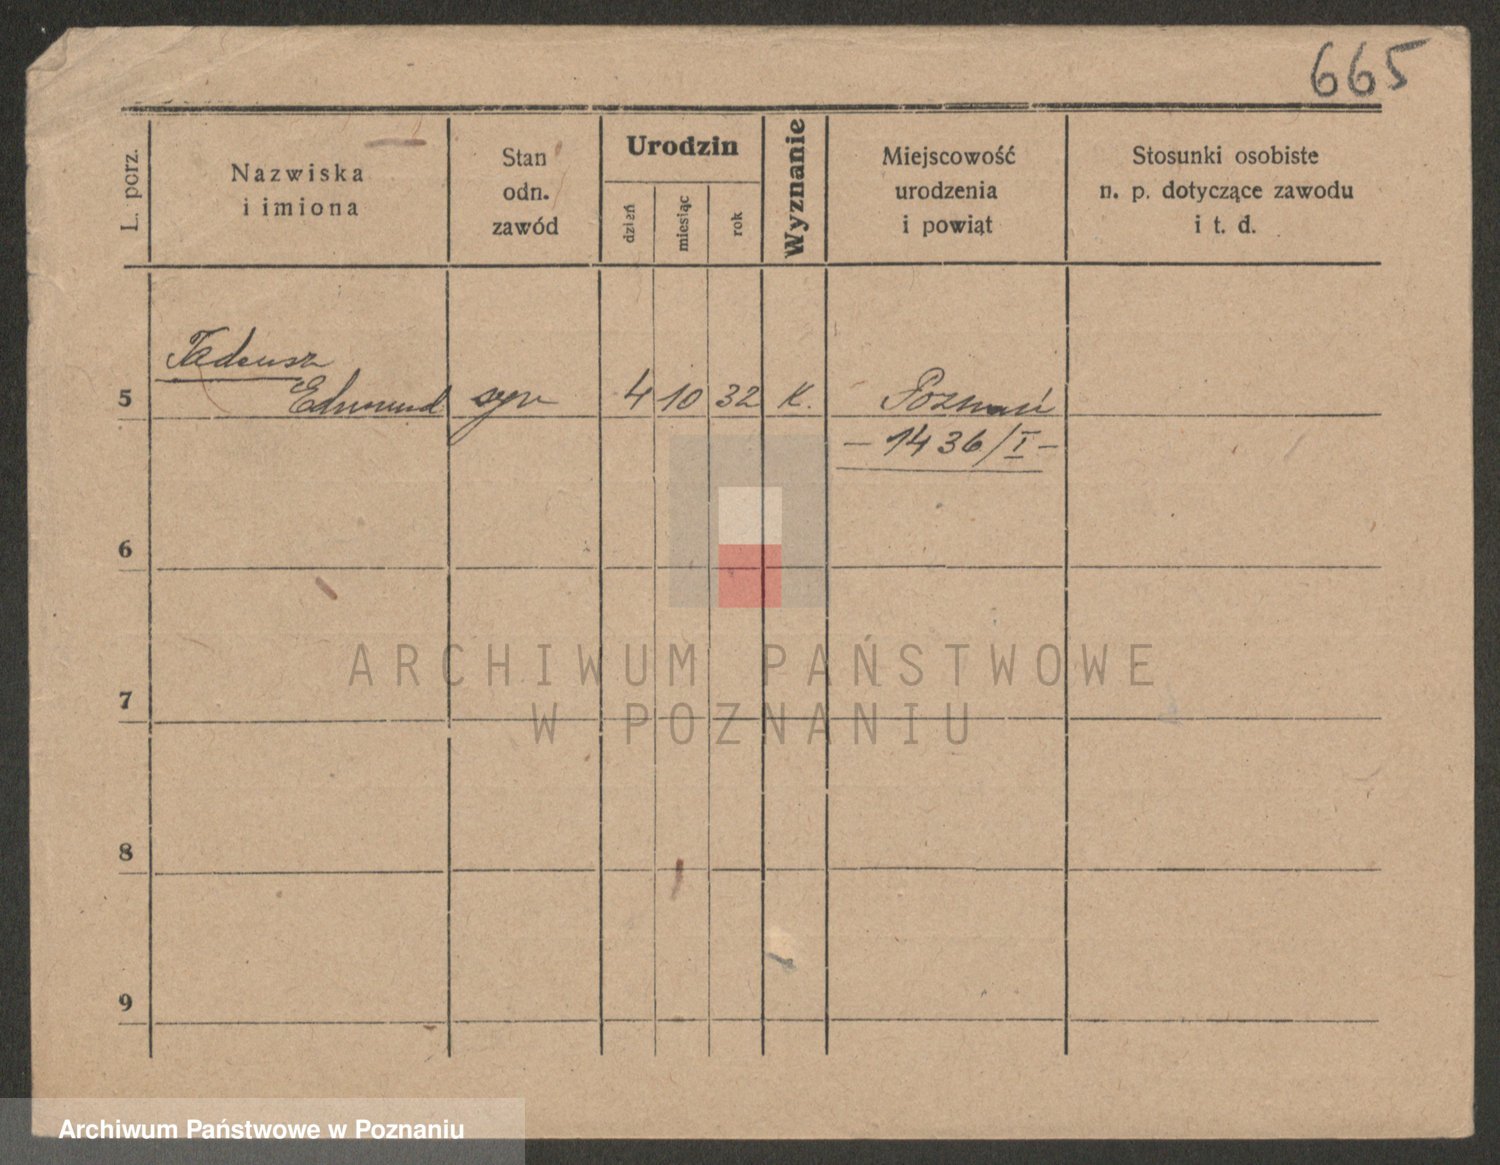 665
L. porz.
Nazwiska
i imiona
Stan
odn.
zawód
Urodzin
dzień
miesiąc
rok
Wyznanie
Miejscowość
urodzenia
i powiąt
Stosunki osobiste
n. p. dotyczące zawodu
i t. d.
Tadeusz
5 Edmund syn 4 10 32 K. Poznań
- 1436/I -
6
7
8
9
ARCHIWUM PAŃSTWOWE
W POZNANIU
Archiwum Państwowe w Poznaniu